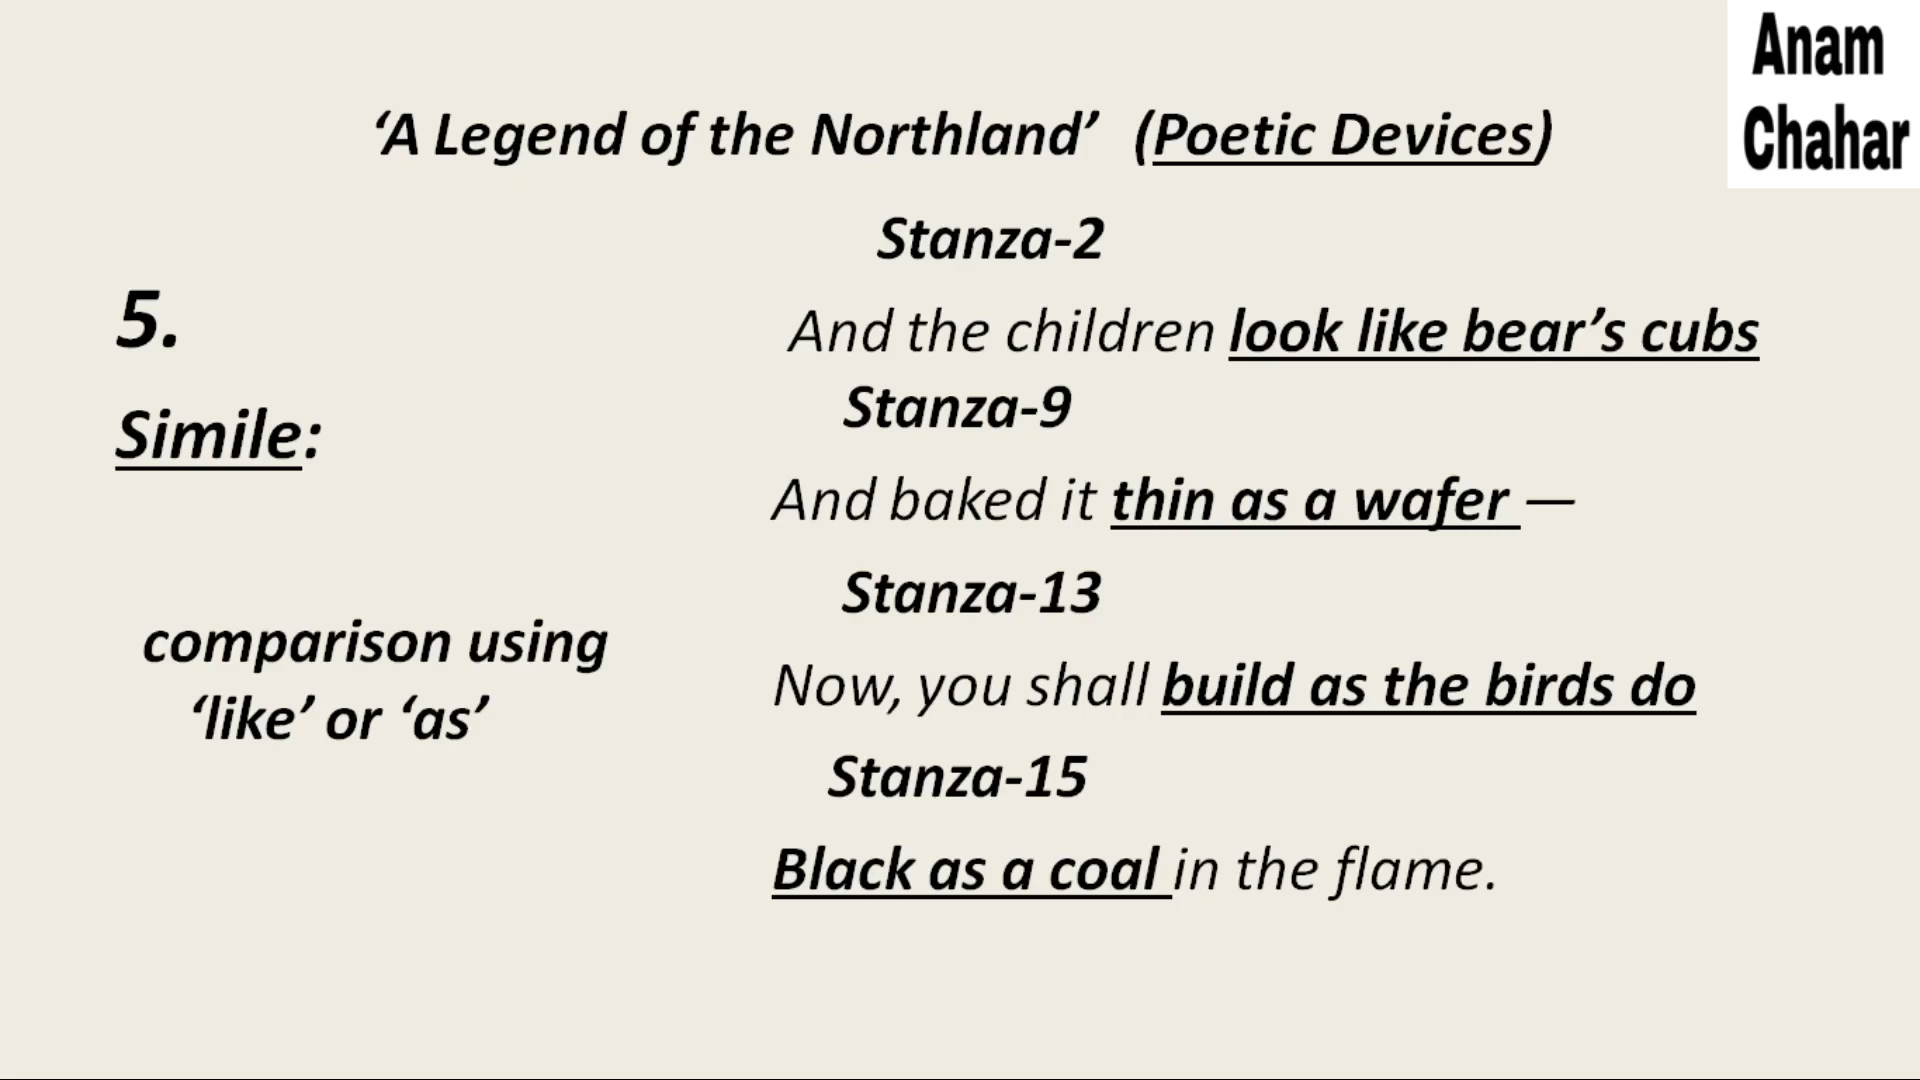 Anam
Chahar
‘A Legend of the Northland’ (Poetic Devices)
5.
Simile:
comparison using
‘like’ or ‘as’
Stanza-2
And the children look like bear’s cubs
Stanza-9
And baked it thin as a wafer —
Stanza-13
Now, you shall build as the birds do
Stanza-15
Black as a coal in the flame.